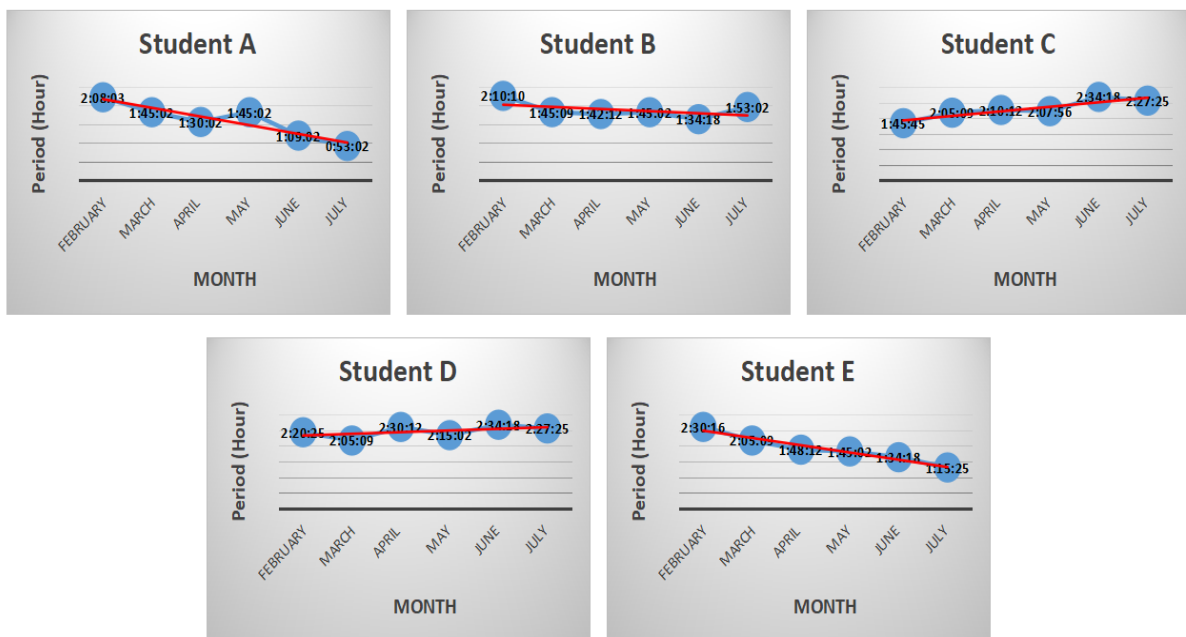 Student A
Period (Hour)
2:08:03
1:45:02
1:30:02
1:45:02
1:09:02
0:53:02
FEBRUARY
MARCH
APRIL
MAY
JUNE
JULY
MONTH
Student B
Period (Hour)
2:10:10
1:45:09
1:42:12
1:45:02
1:34:18
1:53:02
FEBRUARY
MARCH
APRIL
MAY
JUNE
JULY
MONTH
Student C
Period (Hour)
1:45:45
2:05:09
2:10:12
2:07:56
2:34:18
2:27:25
FEBRUARY
MARCH
APRIL
MAY
JUNE
JULY
MONTH
Student D
Period (Hour)
2:20:25
2:05:09
2:30:12
2:15:02
2:34:18
2:27:25
FEBRUARY
MARCH
APRIL
MAY
JUNE
JULY
MONTH
Student E
Period (Hour)
2:30:16
2:05:09
1:48:12
1:45:02
1:34:18
1:15:25
FEBRUARY
MARCH
APRIL
MAY
JUNE
JULY
MONTH